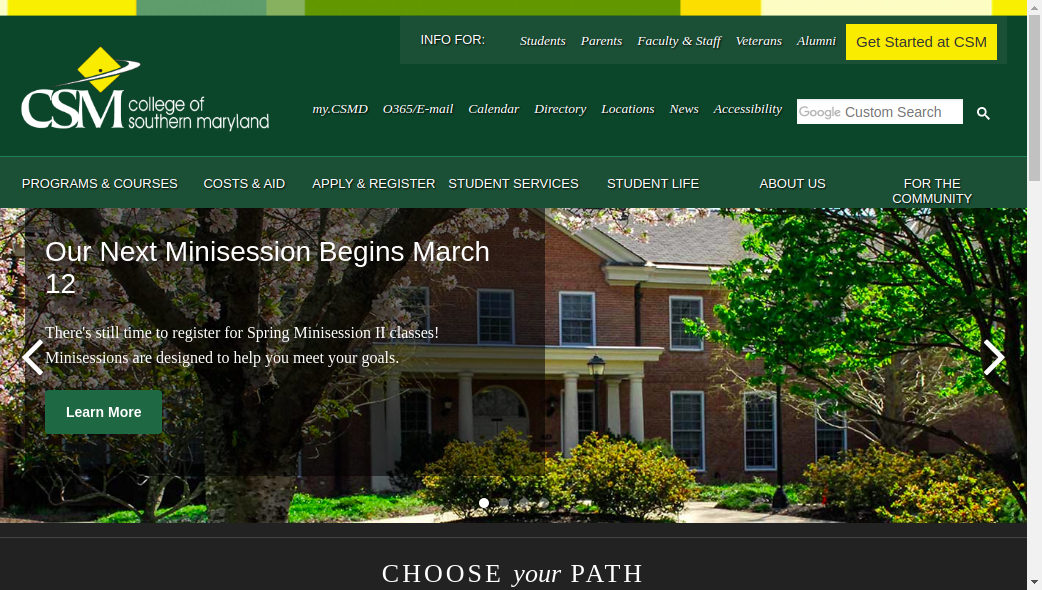 INFO FOR: Students Parents Faculty & Staff Veterans Alumni Get Started at CSM
CSM college of southern maryland
my.CSMD O365/E-mail Calendar Directory Locations News Accessibility Google Custom Search
PROGRAMS & COURSES COSTS & AID APPLY & REGISTER STUDENT SERVICES STUDENT LIFE ABOUT US FOR THE COMMUNITY
Our Next Minisession Begins March
12
There's still time to register for Spring Minisession II classes!
Minisessions are designed to help you meet your goals.
Learn More
CHOOSE your PATH